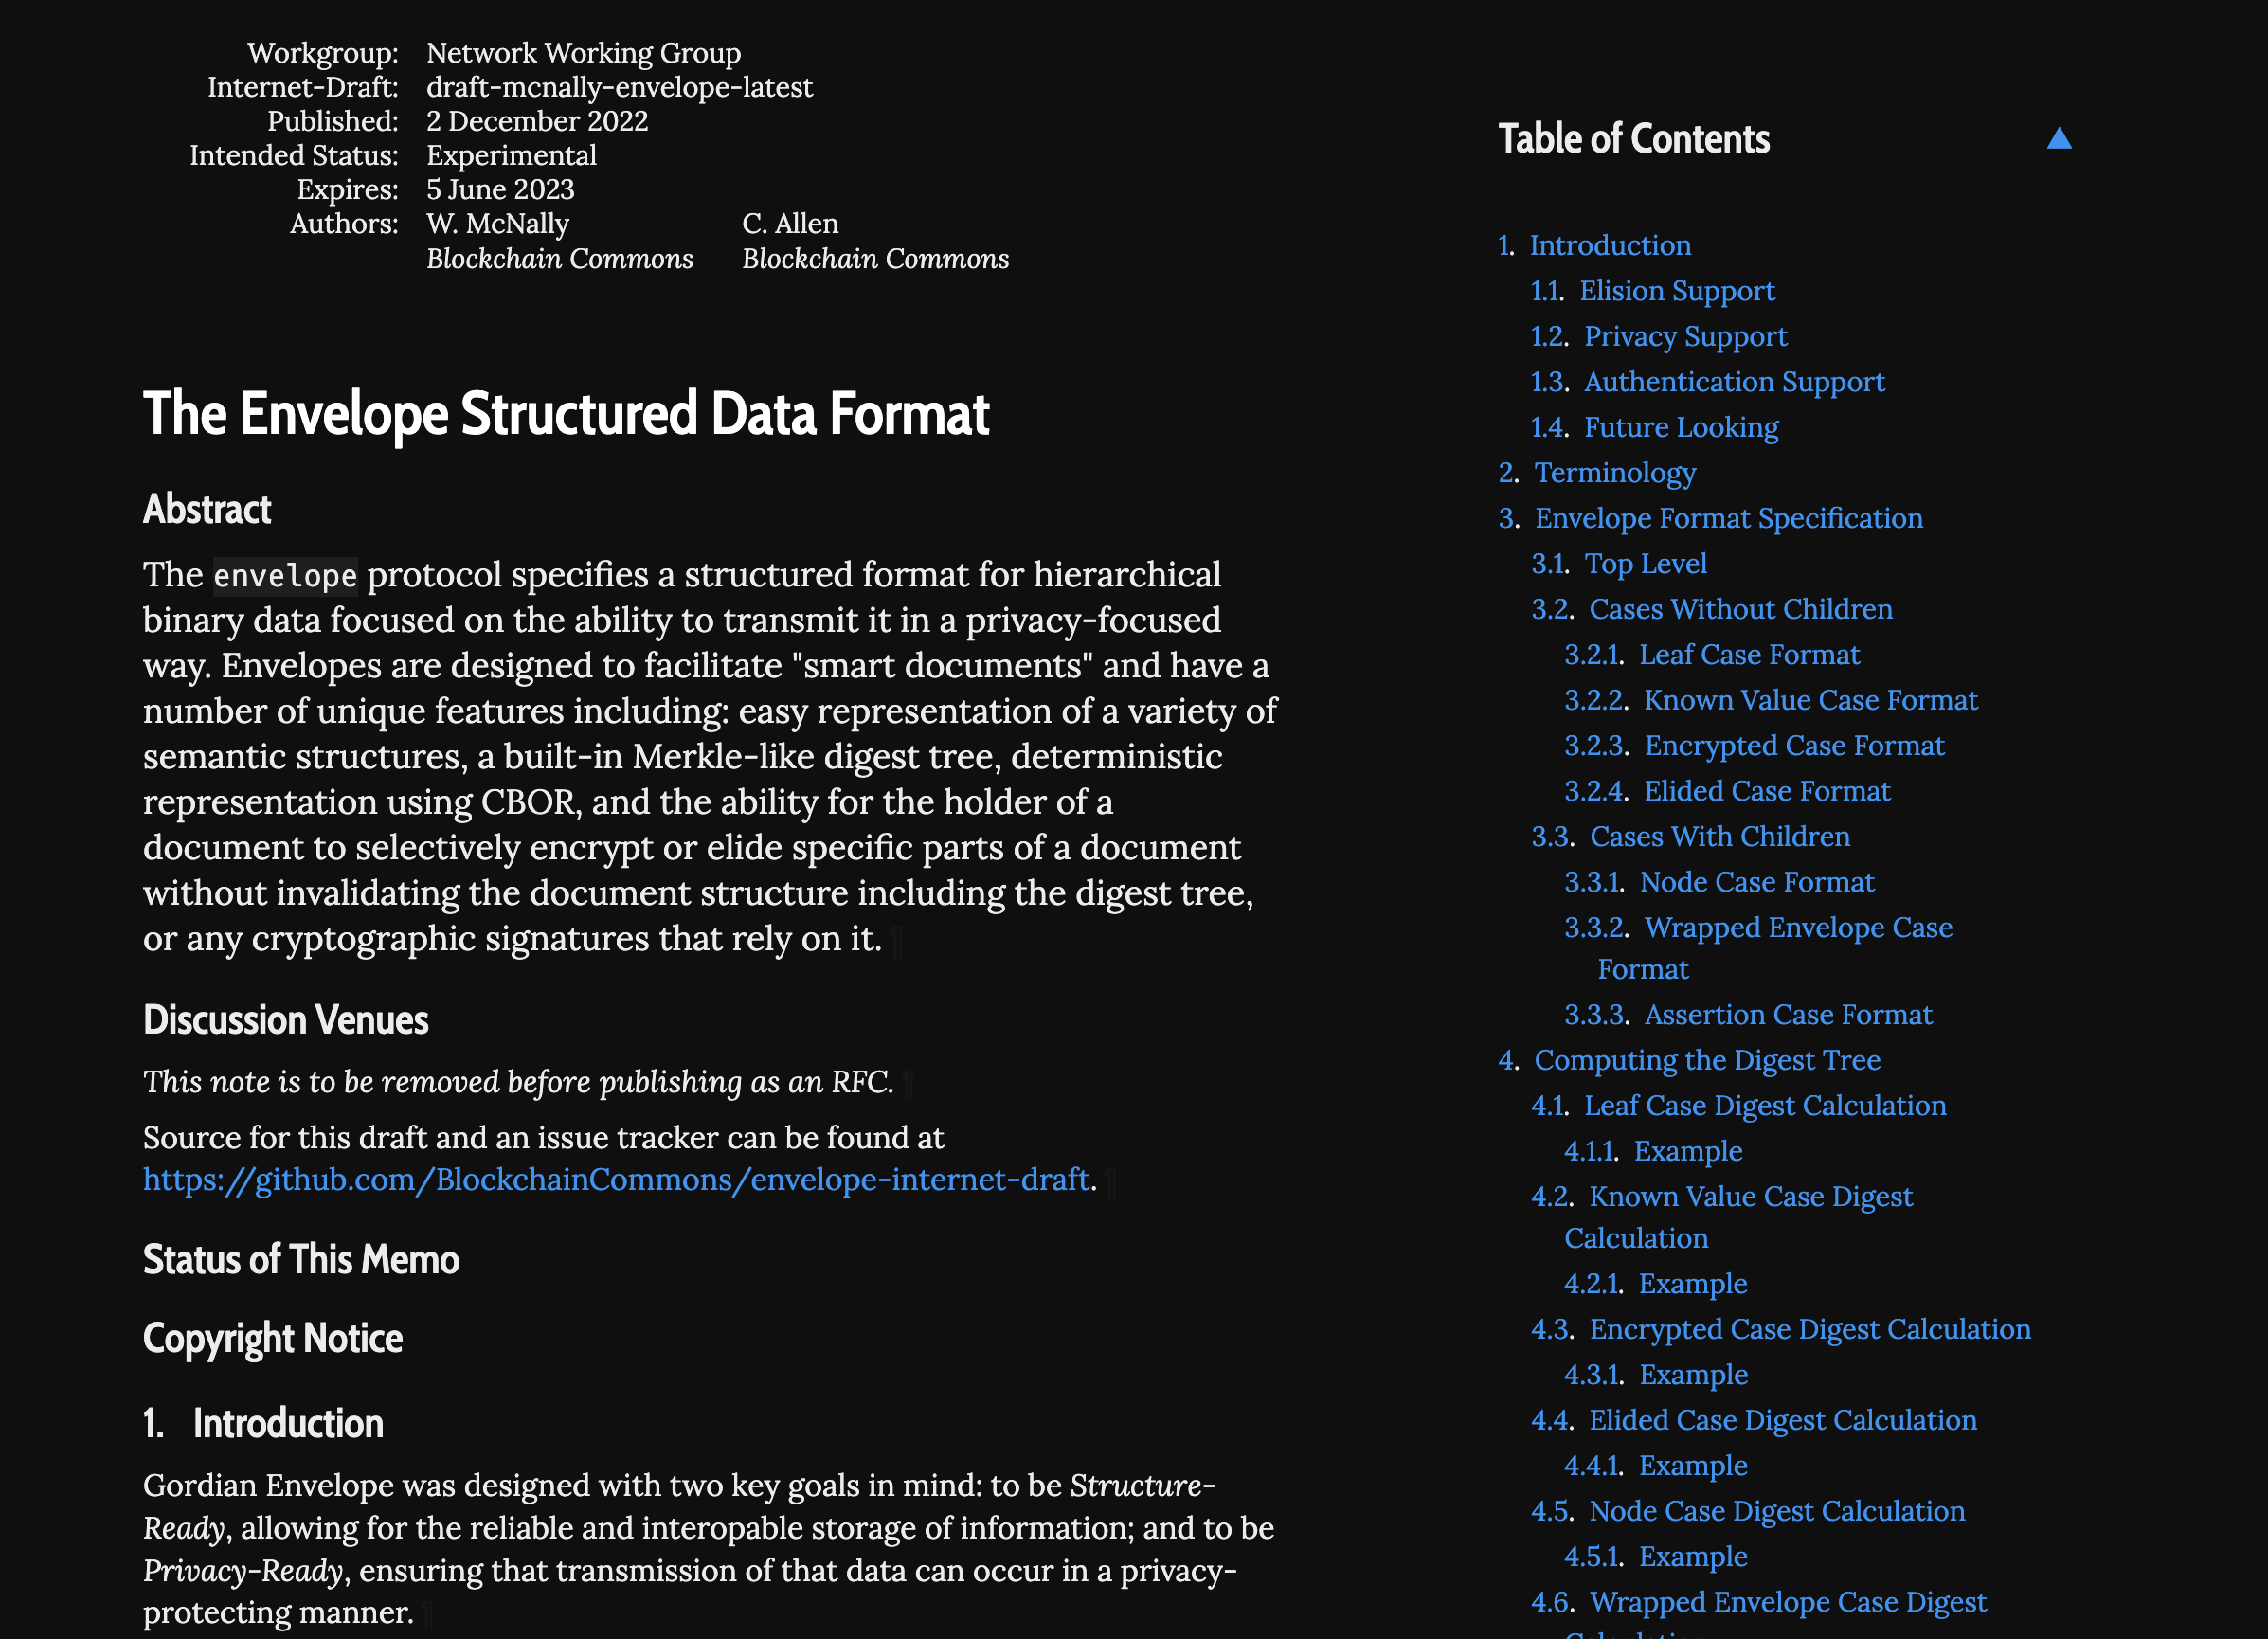 Workgroup: Network Working Group
Internet-Draft: draft-mcnally-envelope-latest
Published: 2 December 2022
Intended Status: Experimental
Expires: 5 June 2023
Authors: W. McNally C. Allen
Blockchain Commons Blockchain Commons
The Envelope Structured Data Format
Abstract
The envelope protocol specifies a structured format for hierarchical
binary data focused on the ability to transmit it in a privacy-focused
way. Envelopes are designed to facilitate "smart documents" and have a
number of unique features including: easy representation of a variety of
semantic structures, a built-in Merkle-like digest tree, deterministic
representation using CBOR, and the ability for the holder of a
document to selectively encrypt or elide specific parts of a document
without invalidating the document structure including the digest tree,
or any cryptographic signatures that rely on it. ¶
Discussion Venues
This note is to be removed before publishing as an RFC. ¶
Source for this draft and an issue tracker can be found at
https://github.com/BlockchainCommons/envelope-internet-draft. ¶
Status of This Memo
Copyright Notice
1. Introduction
Gordian Envelope was designed with two key goals in mind: to be Structure-
Ready, allowing for the reliable and interopable storage of information; and to be
Privacy-Ready, ensuring that transmission of that data can occur in a privacy-
protecting manner. ¶
Table of Contents ▲
1. Introduction
1.1. Elision Support
1.2. Privacy Support
1.3. Authentication Support
1.4. Future Looking
2. Terminology
3. Envelope Format Specification
3.1. Top Level
3.2. Cases Without Children
3.2.1. Leaf Case Format
3.2.2. Known Value Case Format
3.2.3. Encrypted Case Format
3.2.4. Elided Case Format
3.3. Cases With Children
3.3.1. Node Case Format
3.3.2. Wrapped Envelope Case
Format
3.3.3. Assertion Case Format
4. Computing the Digest Tree
4.1. Leaf Case Digest Calculation
4.1.1. Example
4.2. Known Value Case Digest
Calculation
4.2.1. Example
4.3. Encrypted Case Digest Calculation
4.3.1. Example
4.4. Elided Case Digest Calculation
4.4.1. Example
4.5. Node Case Digest Calculation
4.5.1. Example
4.6. Wrapped Envelope Case Digest